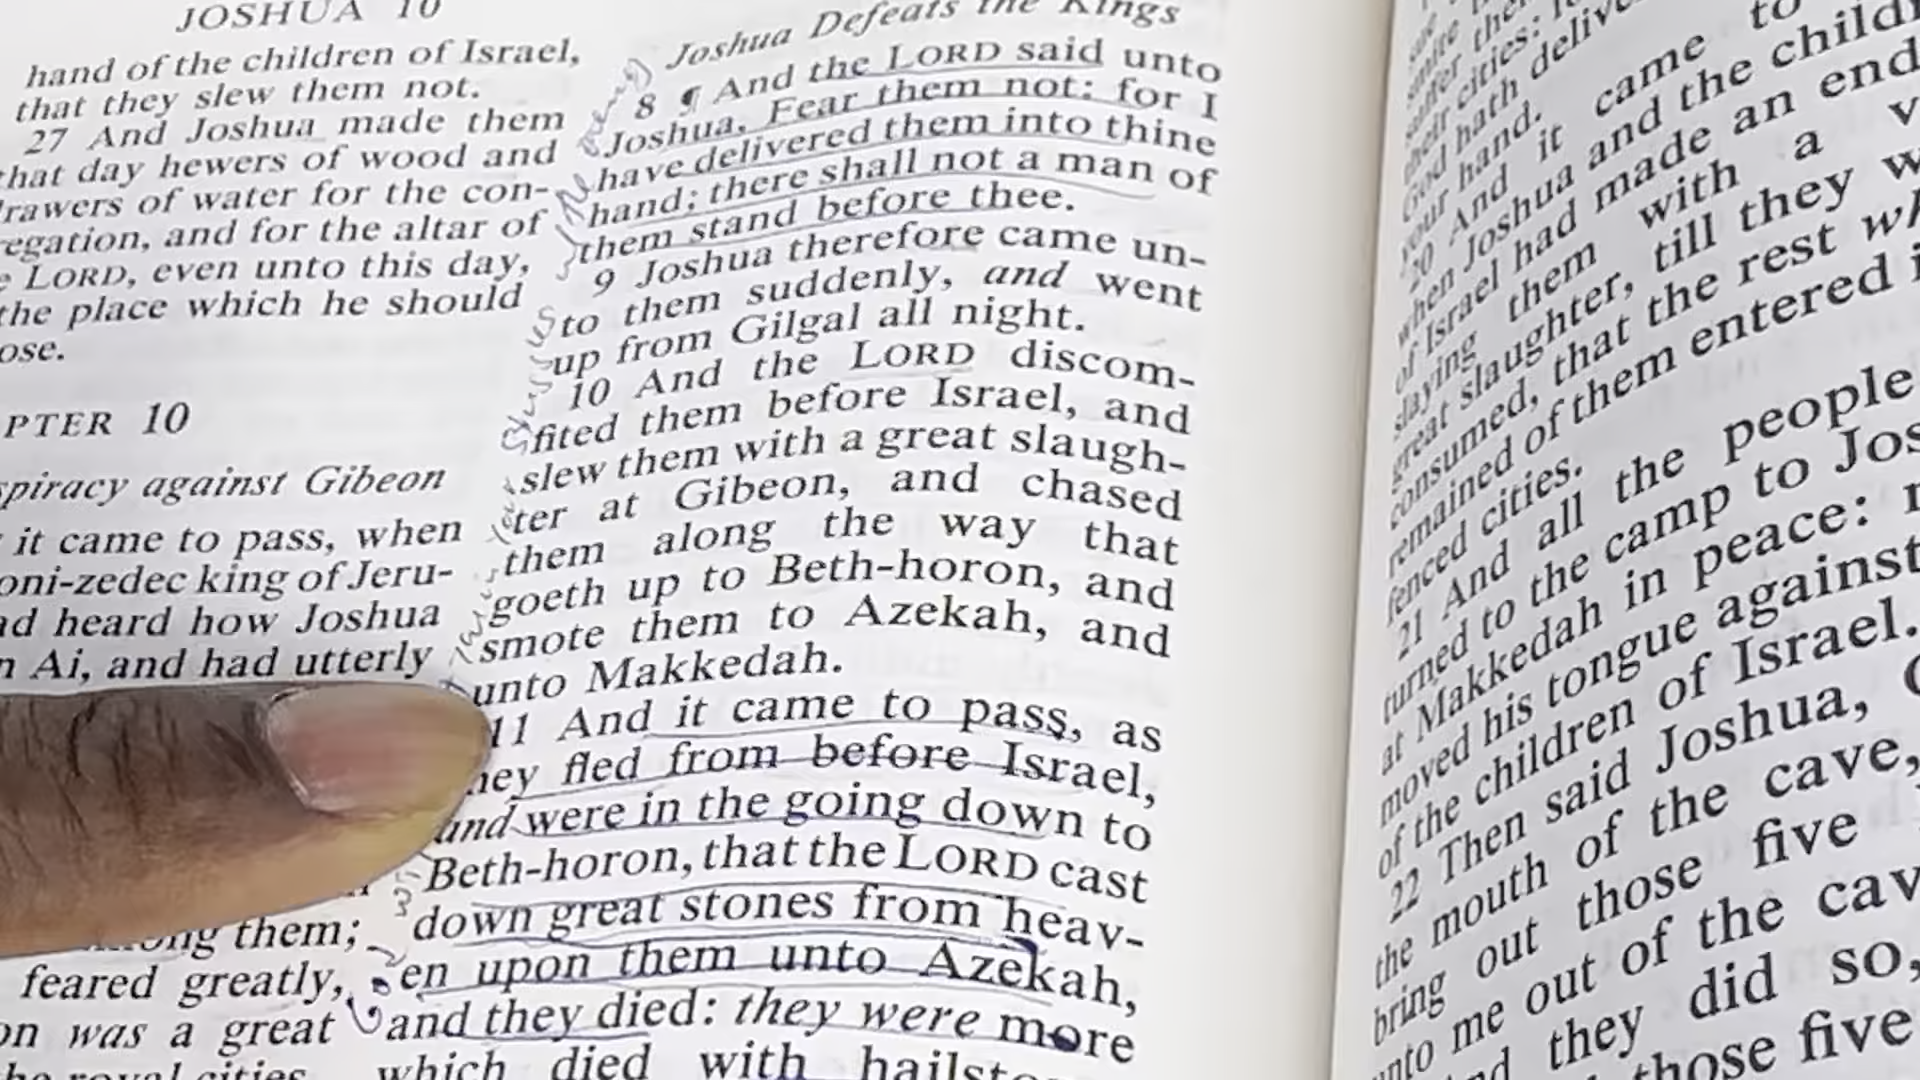 JOSHUA 10
hand of the children of Israel,
that they slew them not.
27 And Joshua made them
that day hewers of wood and
drawers of water for the con-
egation, and for the altar of
LORD, even unto this day,
the place which he should
ose.
PTER 10
spiracy against Gibeon
it came to pass, when
oni-zedec king of Jeru-
ad heard how Joshua
n Ai, and had utterly
them;
feared greatly,
on was a great
royal cities
Joshua Defeats the Kings
8 ¶ And the LORD said unto
Joshua, Fear them not: for I
have delivered them into thine
hand; there shall not a man of
them stand before thee.
9 Joshua therefore came un-
to them suddenly, and went
up from Gilgal all night.
10 And the LORD discom-
fited them before Israel, and
slew them with a great slaugh-
ter at Gibeon, and chased
them along the way that
goeth up to Beth-horon, and
smote them to Azekah, and
unto Makkedah.
11 And it came to pass, as
hey fled from before Israel,
and were in the going down to
Beth-horon, that the LORD cast
down great stones from heav-
en upon them unto Azekah,
and they died: they were more
which died with hailsto
their cities:
God hath delive
your hand.
20 And it came to
when Joshua and the childr
of Israel had made an end
slaying them with a v
great slaughter, till they w
consumed, that the rest wh
remained of them entered i
fenced cities.
21 And all the people
turned to the camp to Jos
at Makkedah in peace:
moved his tongue against
of the children of Israel.
22 Then said Joshua,
the mouth of the cave,
bring out those five
unto me out of the cav
they did so,
those five